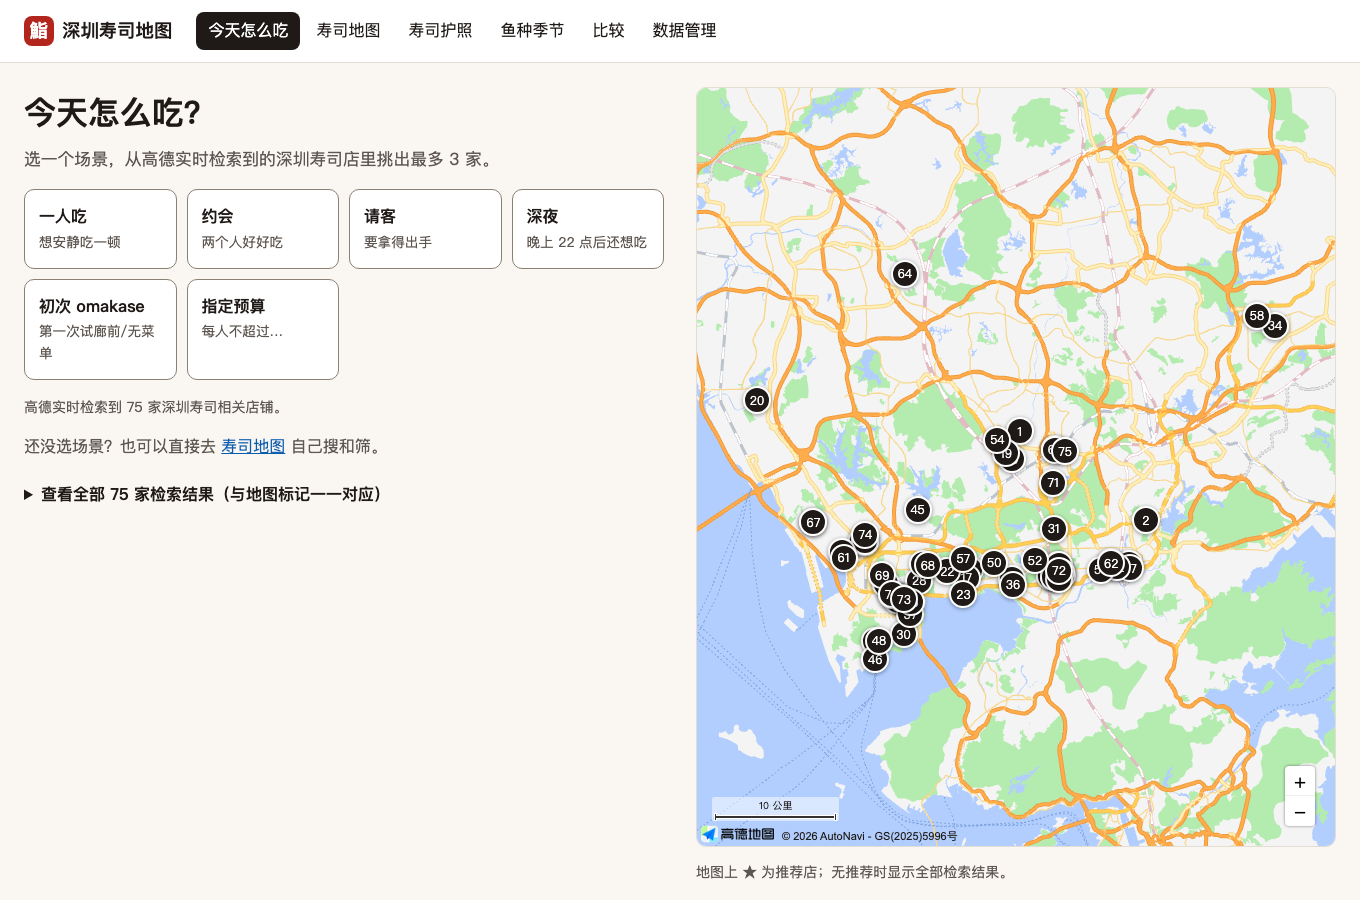 鮨 深圳寿司地图 今天怎么吃 寿司地图 寿司护照 鱼种季节 比较 数据管理
今天怎么吃?
选一个场景，从高德实时检索到的深圳寿司店里挑出最多 3 家。
一人吃
想安静吃一顿
约会
两个人好好吃
请客
要拿得出手
深夜
晚上 22 点后还想吃
初次 omakase
第一次试廊前/无菜
单
指定预算
每人不超过…
高德实时检索到 75 家深圳寿司相关店铺。
还没选场景？也可以直接去 寿司地图 自己搜和筛。
▶ 查看全部 75 家检索结果（与地图标记一一对应）
64
58
34
20
1
54
19
75
71
45
2
67
74
31
61
57
52
50
68
22
72
62
69
36
23
73
30
48
46
+
−
10 公里
高德地图 © 2026 AutoNavi - GS(2025)5996号
地图上 ★ 为推荐店；无推荐时显示全部检索结果。